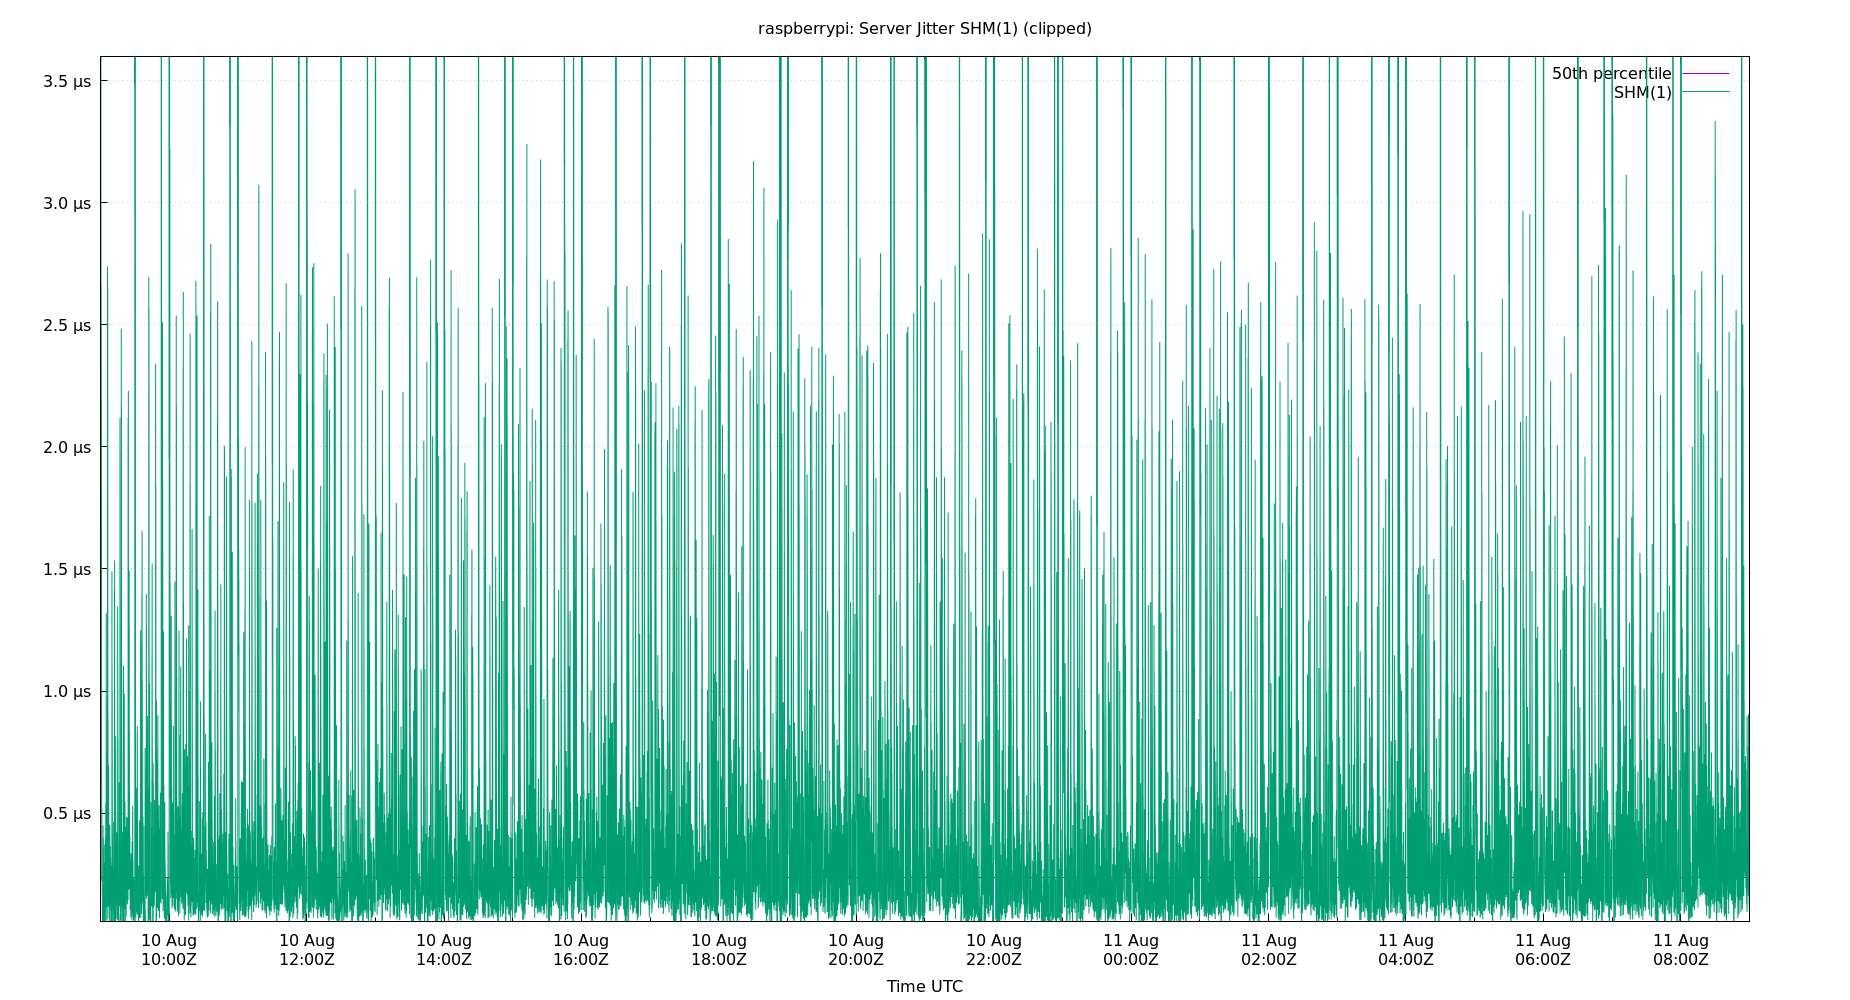 raspberrypi: Server Jitter SHM(1) (clipped)
50th percentile
SHM(1)
3.5 µs
3.0 µs
2.5 µs
2.0 µs
1.5 µs
1.0 µs
0.5 µs
10 Aug 10 Aug 10 Aug 10 Aug 10 Aug 10 Aug 10 Aug 11 Aug 11 Aug 11 Aug 11 Aug 11 Aug
10:00Z 12:00Z 14:00Z 16:00Z 18:00Z 20:00Z 22:00Z 00:00Z 02:00Z 04:00Z 06:00Z 08:00Z
Time UTC